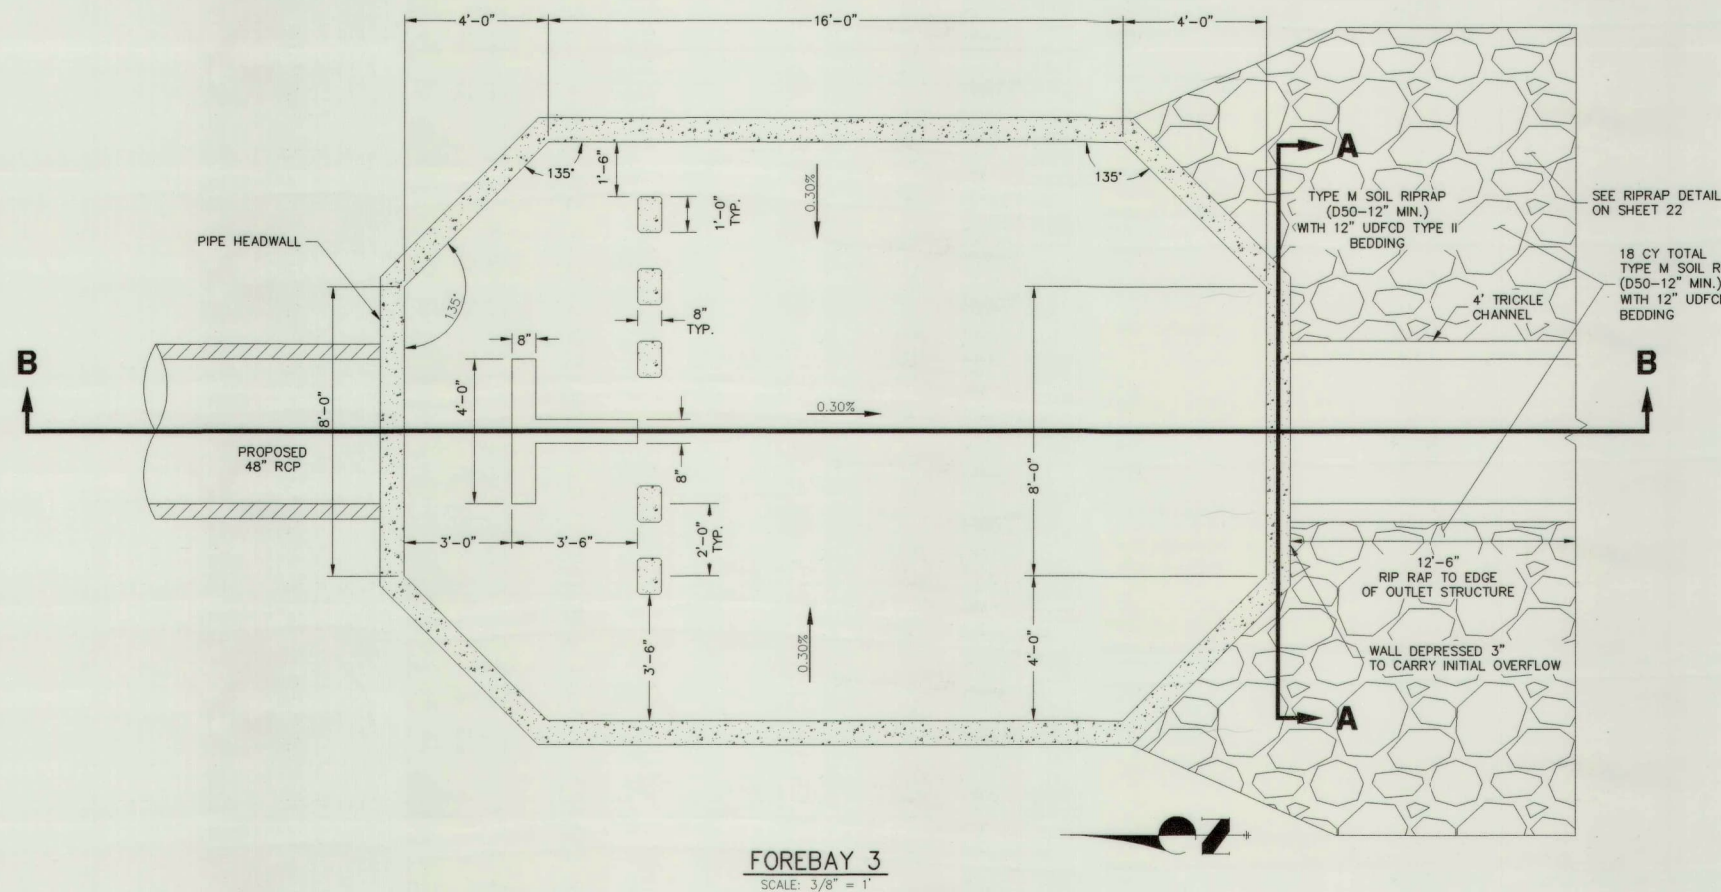 4'-0"
16'-0"
4'-0"
135°
1'-6"
1'-0"
TYP.
0.30%
135°
A
TYPE M SOIL RIPRAP
(D50-12" MIN.)
WITH 12" UDFCD TYPE II
BEDDING
SEE RIPRAP DETAIL
ON SHEET 22
PIPE HEADWALL
18 CY TOTAL
TYPE M SOIL R
(D50-12" MIN.)
WITH 12" UDFC
BEDDING
135°
8"
TYP.
4' TRICKLE
CHANNEL
8"
B
B
8'-0"
4'-0"
0.30%
PROPOSED
48" RCP
8"
8'-0"
3'-0"
3'-6"
2'-0"
TYP.
12'-6"
RIP RAP TO EDGE
OF OUTLET STRUCTURE
3'-6"
0.30%
4'-0"
WALL DEPRESSED 3"
TO CARRY INITIAL OVERFLOW
A
N
FOREBAY 3
SCALE: 3/8" = 1'